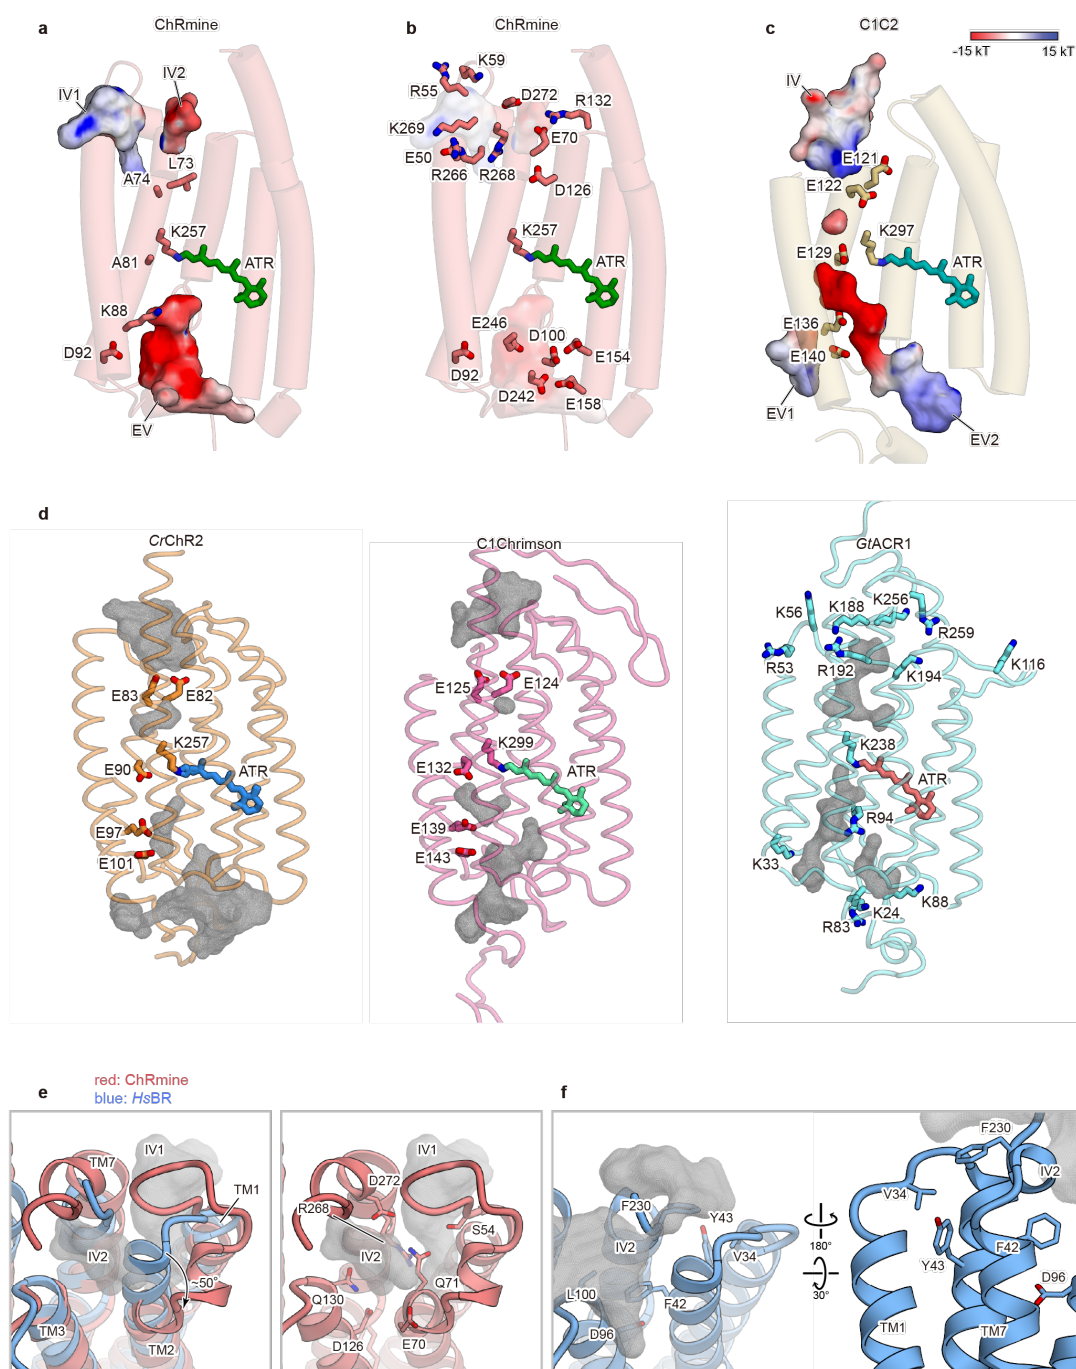 a
ChRmine
IV1
IV2
L73
A74
K257
A81
ATR
K88
D92
EV
b
ChRmine
K59
R55
D272
R132
K269
E70
E50
R266
R268
D126
K257
ATR
E246
D100
D92
E154
D242
E158
c
C1C2
-15 kT
15 kT
IV
E121
E122
K297
E129
ATR
E136
E140
EV1
EV2
d
CrChR2
E83
E82
K257
E90
ATR
E97
E101
C1Chrimson
E125
E124
K299
E132
ATR
E139
E143
GtACR1
K56
K188
K256
R259
R53
R192
K194
K116
K238
ATR
R94
K33
K88
K24
R83
red: ChRmine
blue: HsBR
e
TM7
IV1
TM1
IV2
~50°
TM3
TM2
IV1
D272
R268
S54
IV2
Q71
Q130
D126
E70
f
F230
Y43
IV2
V34
L100
F42
D96
180°
30°
F230
IV2
V34
F42
Y43
D96
TM1
TM7